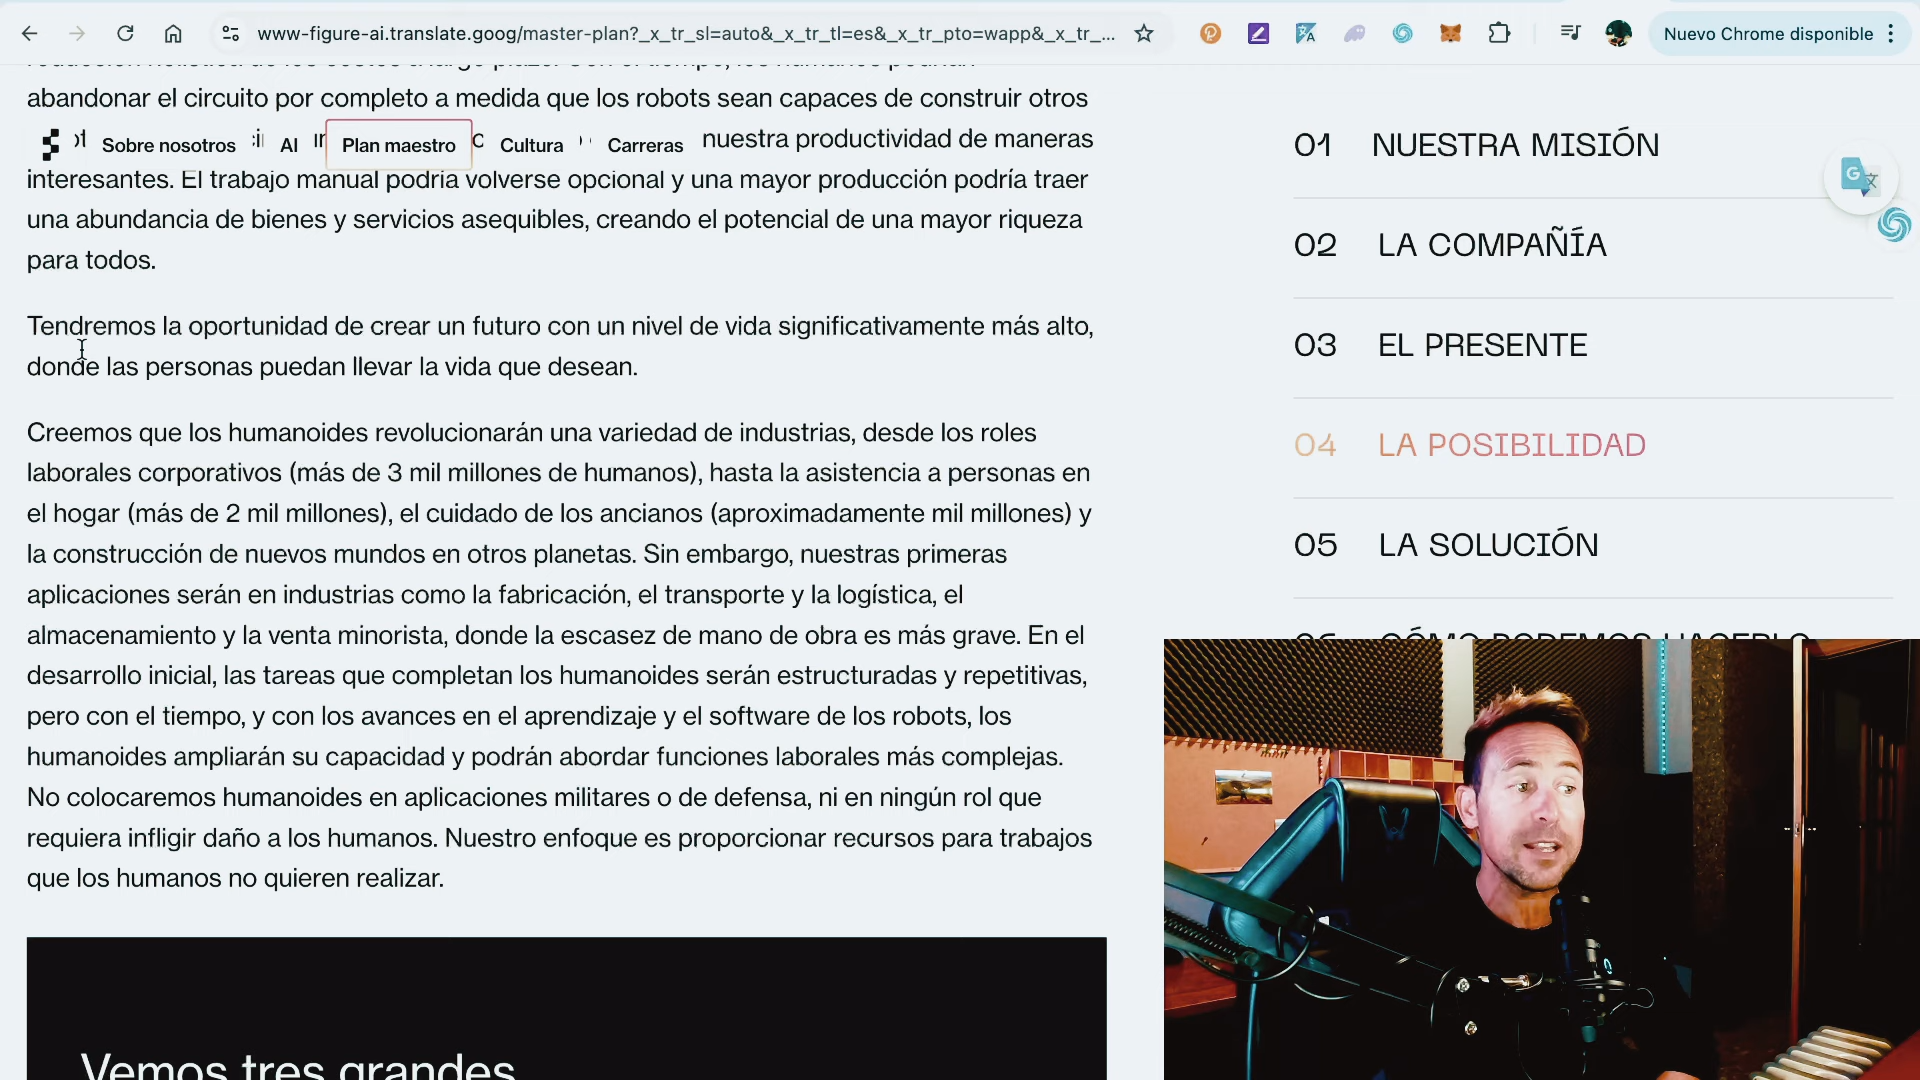 www-figure-ai.translate.goog/master-plan?_x_tr_sl=auto&_x_tr_tl=es&_x_tr_pto=wapp&_x_tr_...
Nuevo Chrome disponible
abandonar el circuito por completo a medida que los robots sean capaces de construir otros
Sobre nosotros
AI
Plan maestro
Cultura
Carreras
nuestra productividad de maneras
interesantes. El trabajo manual podría volverse opcional y una mayor producción podría traer
una abundancia de bienes y servicios asequibles, creando el potencial de una mayor riqueza
para todos.
Tendremos la oportunidad de crear un futuro con un nivel de vida significativamente más alto,
donde las personas puedan llevar la vida que desean.
Creemos que los humanoides revolucionarán una variedad de industrias, desde los roles
laborales corporativos (más de 3 mil millones de humanos), hasta la asistencia a personas en
el hogar (más de 2 mil millones), el cuidado de los ancianos (aproximadamente mil millones) y
la construcción de nuevos mundos en otros planetas. Sin embargo, nuestras primeras
aplicaciones serán en industrias como la fabricación, el transporte y la logística, el
almacenamiento y la venta minorista, donde la escasez de mano de obra es más grave. En el
desarrollo inicial, las tareas que completan los humanoides serán estructuradas y repetitivas,
pero con el tiempo, y con los avances en el aprendizaje y el software de los robots, los
humanoides ampliarán su capacidad y podrán abordar funciones laborales más complejas.
No colocaremos humanoides en aplicaciones militares o de defensa, ni en ningún rol que
requiera infligir daño a los humanos. Nuestro enfoque es proporcionar recursos para trabajos
que los humanos no quieren realizar.
Vemos tres grandes
01 NUESTRA MISIÓN
02 LA COMPAÑÍA
03 EL PRESENTE
04 LA POSIBILIDAD
05 LA SOLUCIÓN
06 CÓMO PODEMOS HACERLO